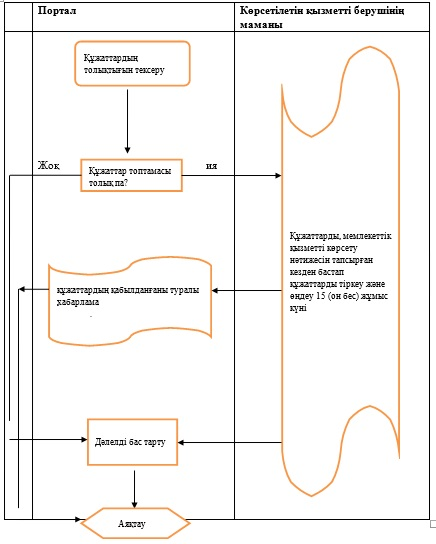 Портал
Көрсетілетін қызметті берушінің
маманы
Құжаттардың
толықтығын тексеру
Жоқ
Құжаттар топтамасы
толық па?
ия
Құжаттарды, мемлекеттік
қызметті көрсету
нәтижесін тапсырған
кезден бастап
құжаттарды тіркеу және
өңдеу 15 (он бес) жұмыс
күні
құжаттардың қабылданғаны туралы
хабарлама
.
Дәлелді бас тарту
Аяқтау